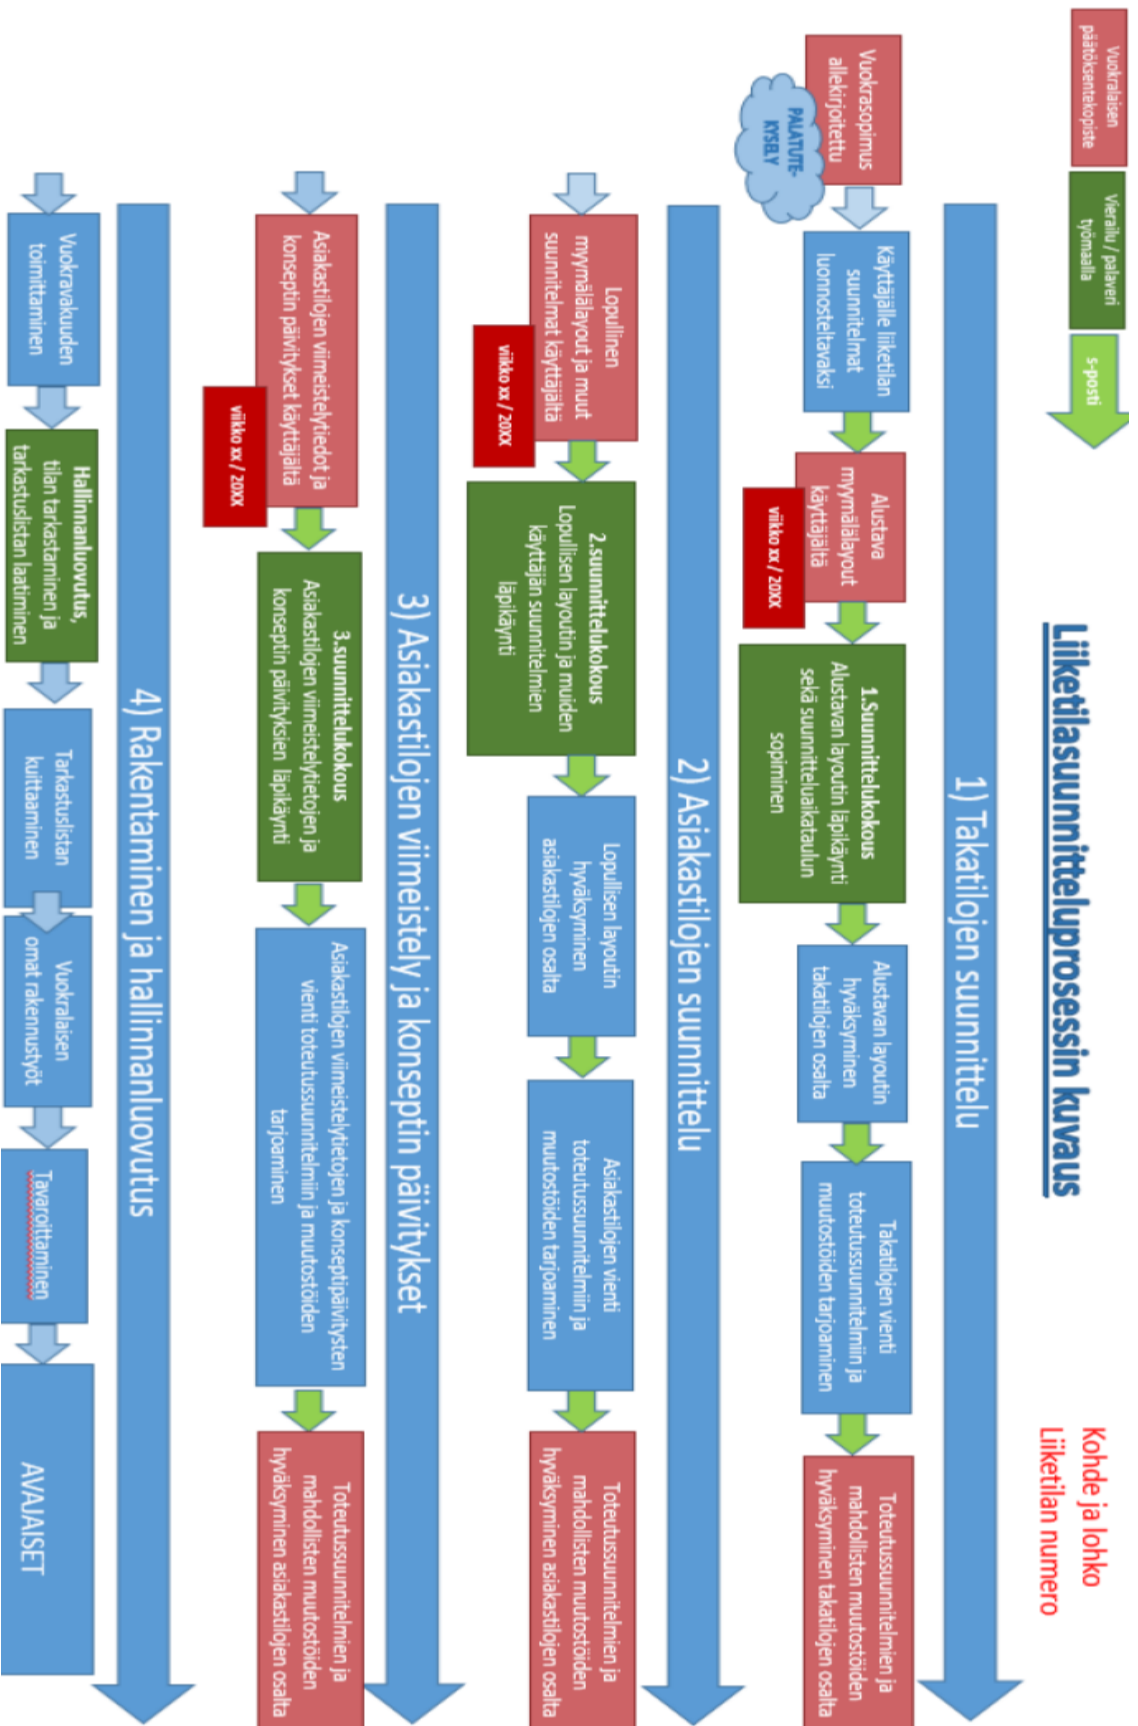 Vuokralaisen
päätöksentekopiste
Vierailu / palaveri
työmaalla
s-posti
Liiketilasuunnitteluprosessin kuvaus
Kohde ja lohko
Liiketilan numero
1) Takatilojen suunnittelu
Vuokrasopimus
allekirjoitettu
PALATUTE-
KYSELY
Käyttäjälle liiketilan
suunnitelmat
luonnosteltavaksi
Alustava
myymälälayout
käyttäjältä
viikko xx / 20XX
1.Suunnittelukokous
Alustavan layoutin läpikäynti
sekä suunnitteluaikataulun
sopiminen
Alustavan layoutin
hyväksyminen
takatilojen osalta
Takatilojen vienti
toteutussuunnitelmiin ja
muutostöiden tarjoaminen
Toteutussuunnitelmien ja
mahdollisten muutostöiden
hyväksyminen takatilojen osalta
2) Asiakastilojen suunnittelu
Lopullinen
myymälälayout ja muut
suunnitelmat käyttäjältä
viikko xx / 20XX
2.suunnittelukokous
Lopullisen layoutin ja muiden
käyttäjän suunnitelmien
läpikäynti
Lopullisen layoutin
hyväksyminen
asiakastilojen osalta
Asiakastilojen vienti
toteutussuunnitelmiin ja
muutostöiden tarjoaminen
Toteutussuunnitelmien ja
mahdollisten muutostöiden
hyväksyminen asiakastilojen osalta
3) Asiakastilojen viimeistely ja konseptin päivitykset
Asiakastilojen viimeistelytiedot ja
konseptin päivitykset käyttäjältä
viikko xx / 20XX
3.suunnittelukokous
Asiakastilojen viimeistelytietojen ja
konseptin päivityksien läpikäynti
Asiakastilojen viimeistelytietojen ja konseptipäivitysten
vienti toteutussuunnitelmiin ja muutostöiden
tarjoaminen
Toteutussuunnitelmien ja
mahdollisten muutostöiden
hyväksyminen asiakastilojen osalta
4) Rakentaminen ja hallinnanluovutus
Vuokravakuuden
toimittaminen
Hallinnanluovutus,
tilan tarkastaminen ja
tarkastuslistan laatiminen
Tarkastuslistan
kuittaaminen
Vuokralaisen
omat rakennustyöt
Tavaroittaminen
AVAJAISET